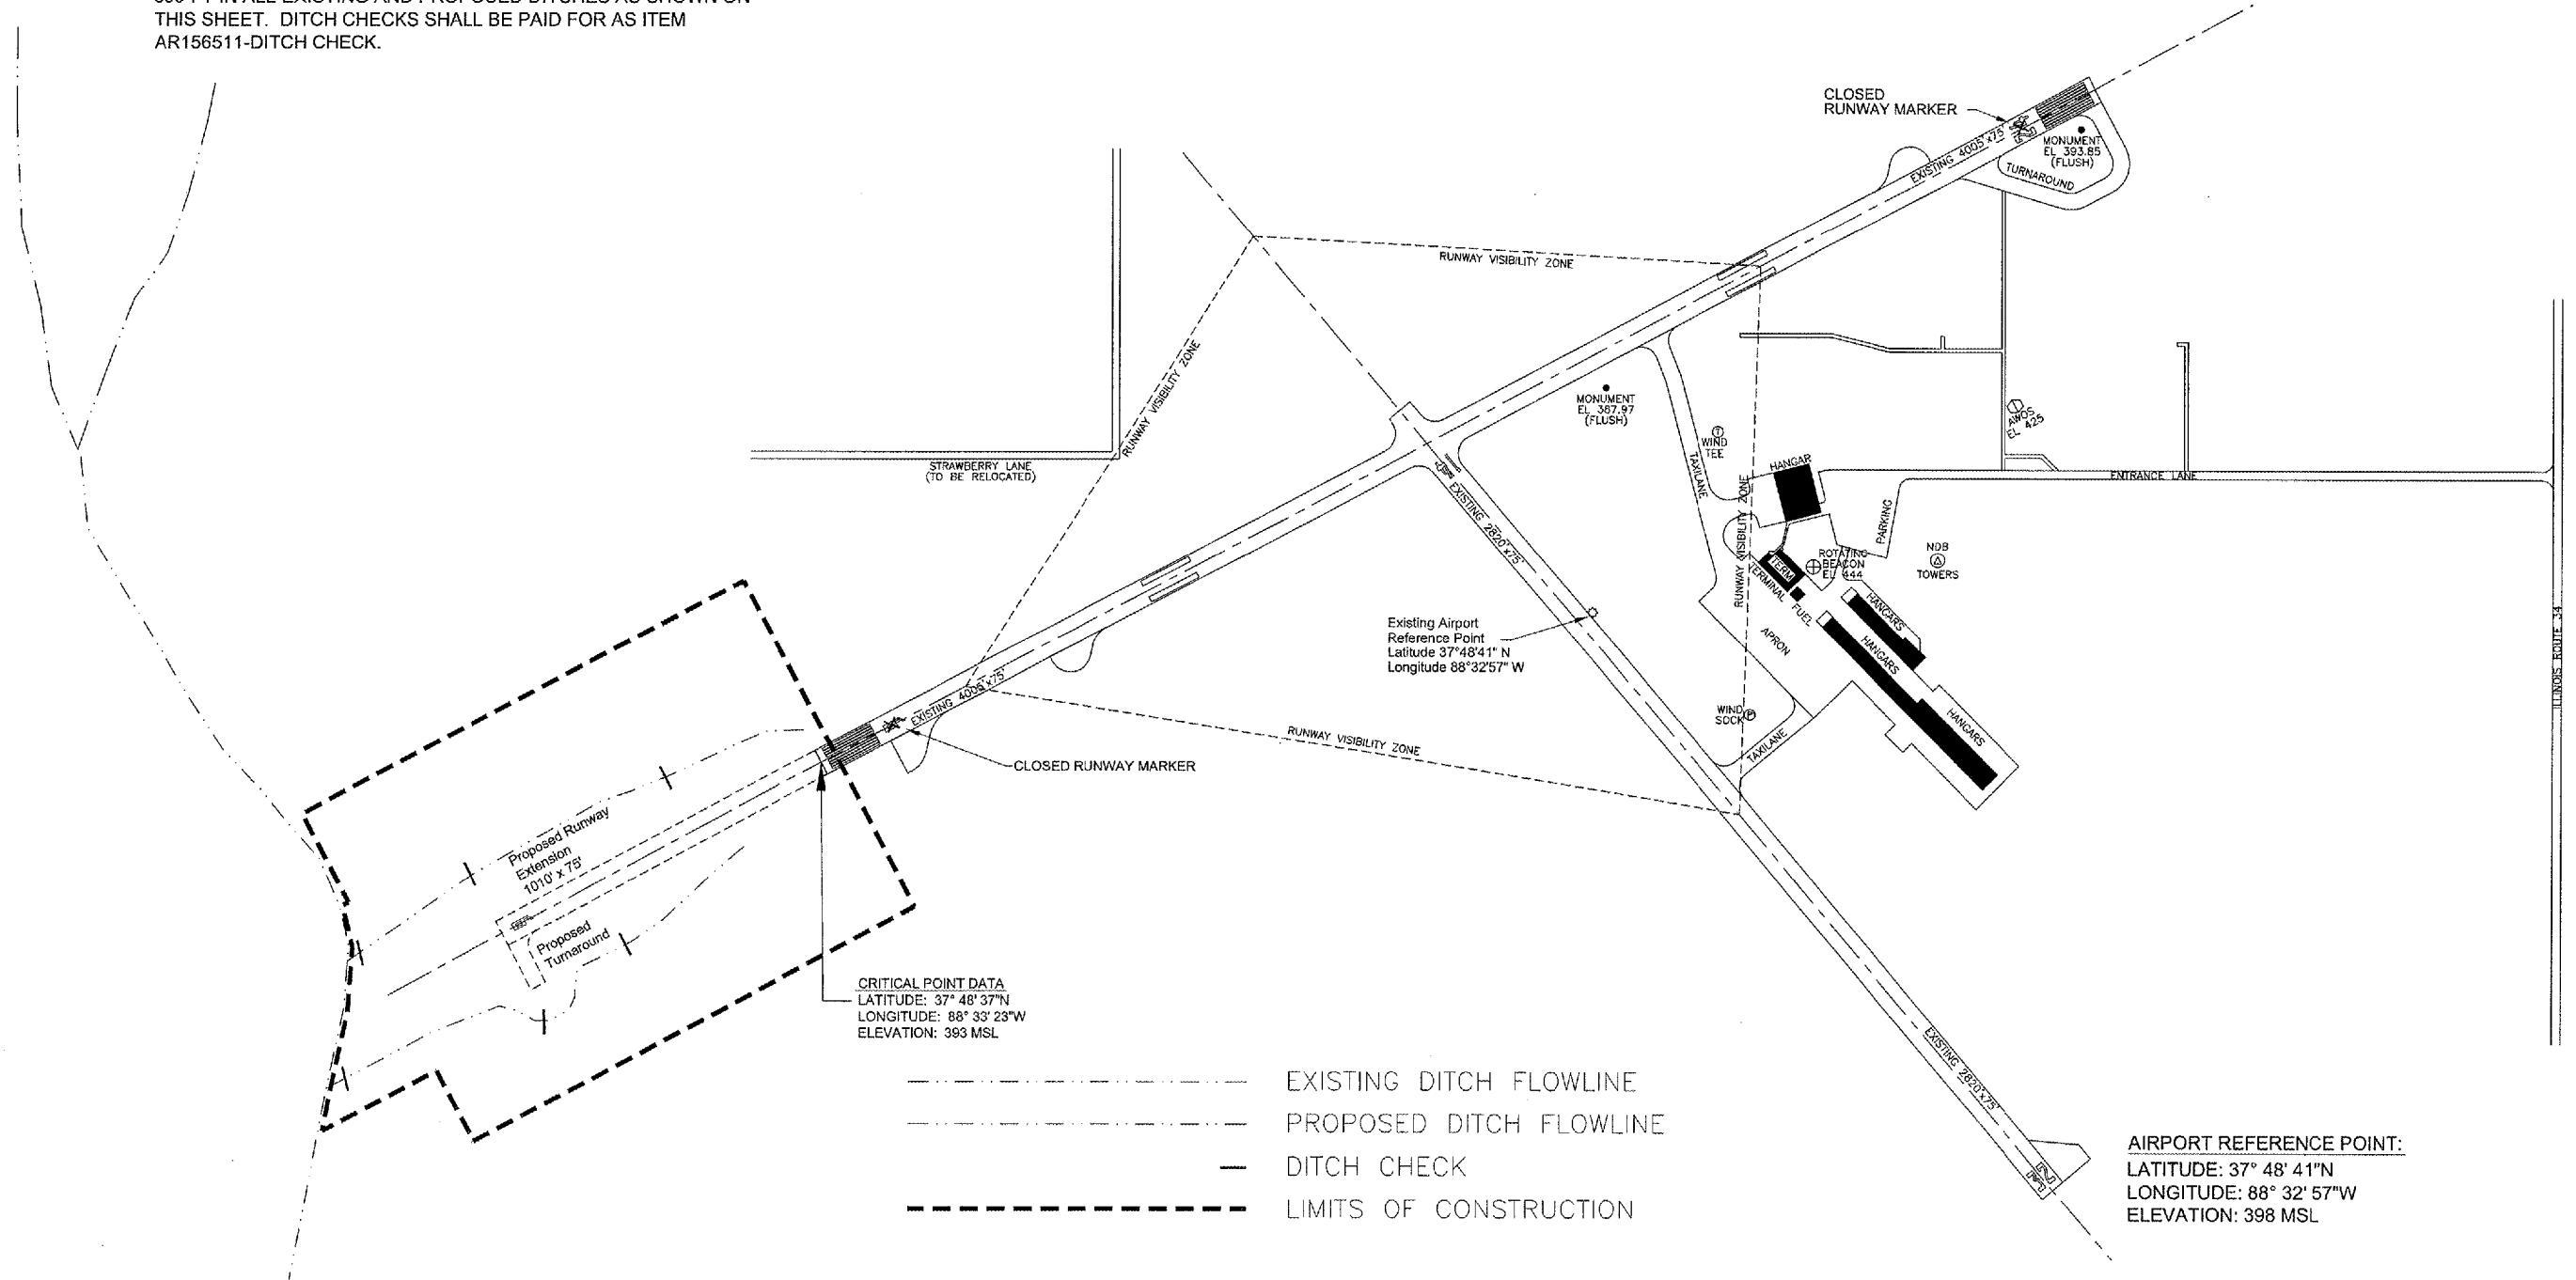 THIS SHEET. DITCH CHECKS SHALL BE PAID FOR AS ITEM
AR156511-DITCH CHECK.
CLOSED
RUNWAY MARKER
EXISTING 4005'x75'
MONUMENT
EL 393.85
(FLUSH)
TURNAROUND
RUNWAY VISIBILITY ZONE
RUNWAY VISIBILITY ZONE
MONUMENT
EL 387.97
(FLUSH)
WIND
TEE
AWOS
EL 425
STRAWBERRY LANE
(TO BE RELOCATED)
TAXILANE
HANGAR
ENTRANCE LANE
EXISTING 2820'x75'
RUNWAY VISIBILITY ZONE
PARKING
ROTATING
BEACON
EL 444
NDB
TOWERS
TERM
TERMINAL
FUEL
HANGARS
HANGARS
HANGARS
APRON
ILLINOIS ROUTE 34
Existing Airport
Reference Point
Latitude 37°48'41" N
Longitude 88°32'57" W
EXISTING 4005'x75'
WIND
SOCK
TAXILANE
RUNWAY VISIBILITY ZONE
CLOSED RUNWAY MARKER
Proposed Runway
Extension
1010' x 75'
Proposed
Turnaround
CRITICAL POINT DATA
LATITUDE: 37° 48' 37"N
LONGITUDE: 88° 33' 23"W
ELEVATION: 393 MSL
EXISTING 2820'x75'
EXISTING DITCH FLOWLINE
PROPOSED DITCH FLOWLINE
DITCH CHECK
LIMITS OF CONSTRUCTION
AIRPORT REFERENCE POINT:
LATITUDE: 37° 48' 41"N
LONGITUDE: 88° 32' 57"W
ELEVATION: 398 MSL